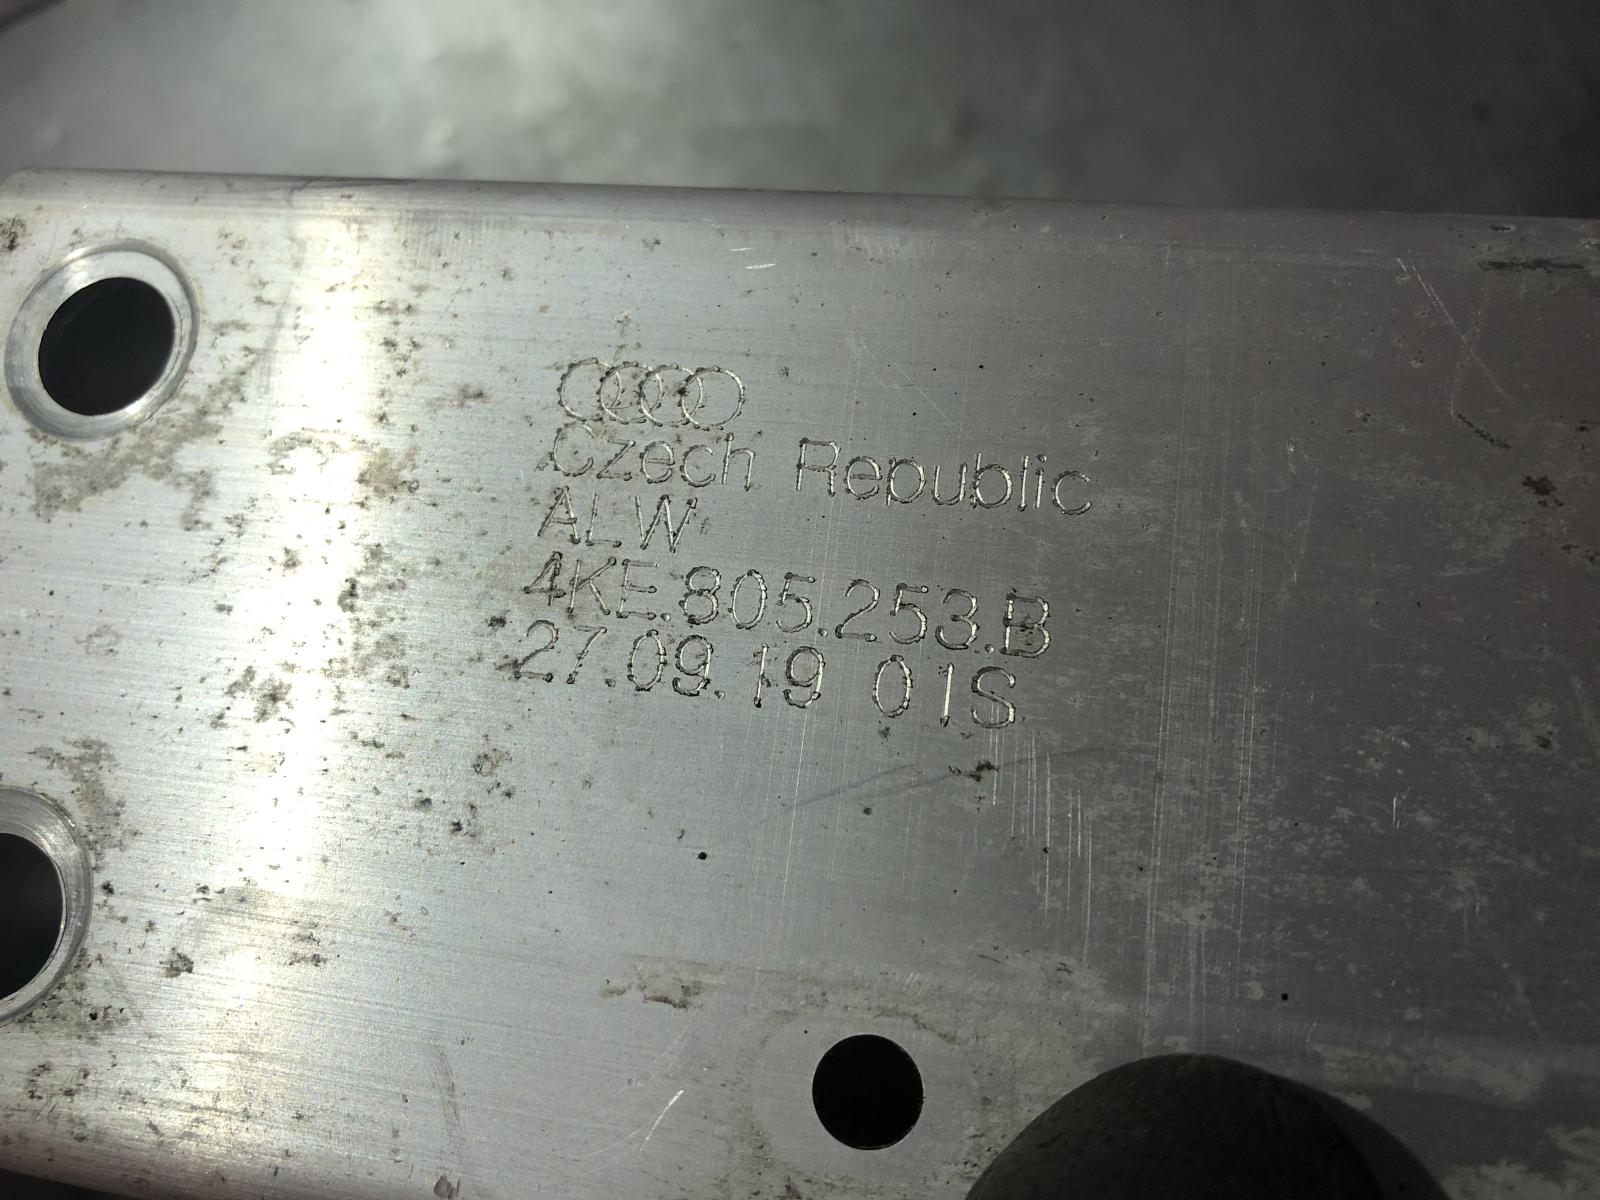 Czech Republic
ALW
4KE.805.253.B
27.09.19 01S